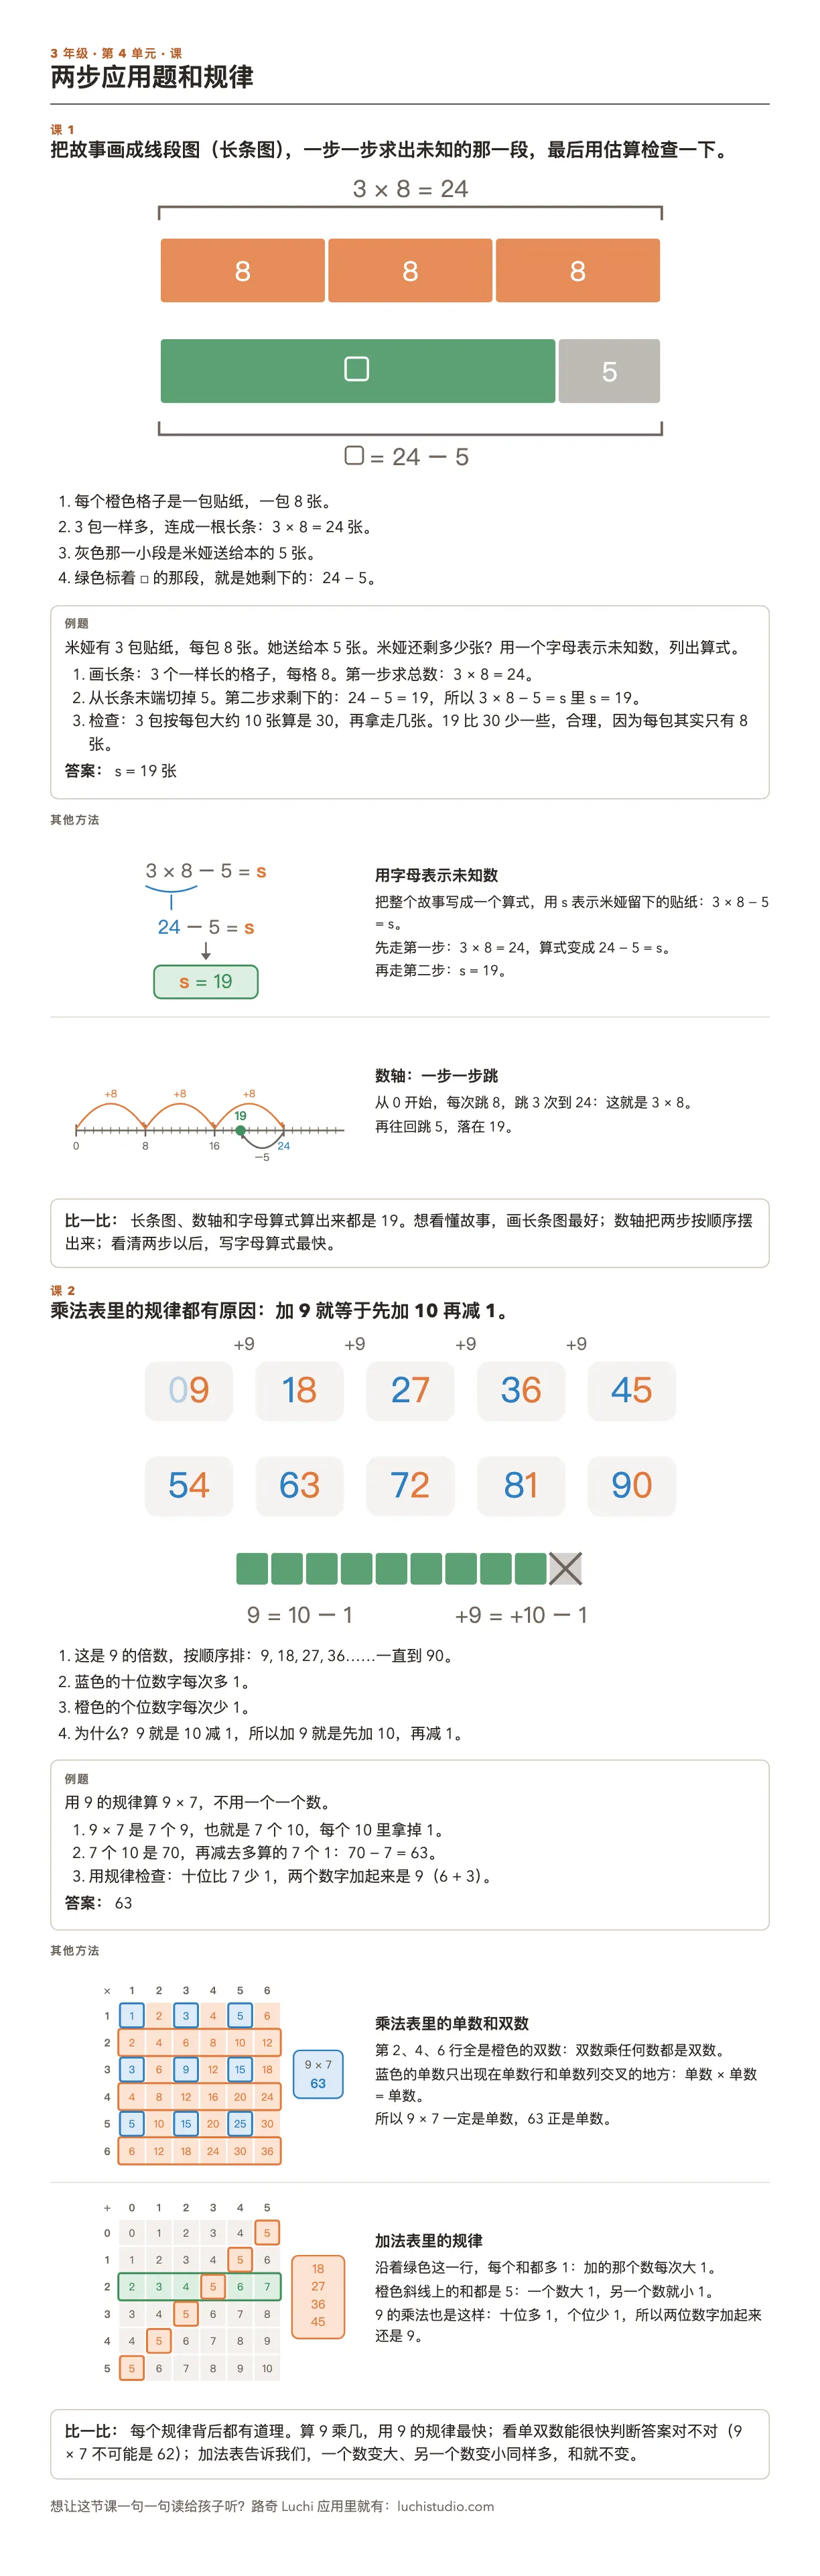 3 年级 · 第 4 单元 · 课
两步应用题和规律
课 1
把故事画成线段图（长条图），一步一步求出未知的那一段，最后用估算检查一下。
3 × 8 = 24
8 8 8
□ 5
□ = 24 − 5
1. 每个橙色格子是一包贴纸，一包 8 张。
2. 3 包一样多，连成一根长条：3 × 8 = 24 张。
3. 灰色那一小段是米娅送给本的 5 张。
4. 绿色标着 □ 的那段，就是她剩下的：24 − 5。
例题
米娅有 3 包贴纸，每包 8 张。她送给本 5 张。米娅还剩多少张？用一个字母表示未知数，列出算式。
1. 画长条：3 个一样长的格子，每格 8。第一步求总数：3 × 8 = 24。
2. 从长条末端切掉 5。第二步求剩下的：24 − 5 = 19，所以 3 × 8 − 5 = s 里 s = 19。
3. 检查：3 包按每包大约 10 张算是 30，再拿走几张。19 比 30 少一些，合理，因为每包其实只有 8
张。
答案： s = 19 张
其他方法
3 × 8 − 5 = s
24 − 5 = s
s = 19
用字母表示未知数
把整个故事写成一个算式，用 s 表示米娅留下的贴纸：3 × 8 − 5
= s。
先走第一步：3 × 8 = 24，算式变成 24 − 5 = s。
再走第二步：s = 19。
+8 +8 +8
19
0 8 16 24
−5
数轴：一步一步跳
从 0 开始，每次跳 8，跳 3 次到 24：这就是 3 × 8。
再往回跳 5，落在 19。
比一比： 长条图、数轴和字母算式算出来都是 19。想看懂故事，画长条图最好；数轴把两步按顺序摆
出来；看清两步以后，写字母算式最快。
课 2
乘法表里的规律都有原因：加 9 就等于先加 10 再减 1。
+9 +9 +9 +9
09 18 27 36 45
54 63 72 81 90
9 = 10 − 1 +9 = +10 − 1
1. 这是 9 的倍数，按顺序排：9, 18, 27, 36……一直到 90。
2. 蓝色的十位数字每次多 1。
3. 橙色的个位数字每次少 1。
4. 为什么？9 就是 10 减 1，所以加 9 就是先加 10，再减 1。
例题
用 9 的规律算 9 × 7，不用一个一个数。
1. 9 × 7 是 7 个 9，也就是 7 个 10，每个 10 里拿掉 1。
2. 7 个 10 是 70，再减去多算的 7 个 1：70 − 7 = 63。
3. 用规律检查：十位比 7 少 1，两个数字加起来是 9（6 + 3）。
答案： 63
其他方法
× 1 2 3 4 5 6
1 1 2 3 4 5 6
2 2 4 6 8 10 12
3 3 6 9 12 15 18
4 4 8 12 16 20 24
5 5 10 15 20 25 30
6 6 12 18 24 30 36
9 × 7
63
乘法表里的单数和双数
第 2、4、6 行全是橙色的双数：双数乘任何数都是双数。
蓝色的单数只出现在单数行和单数列交叉的地方：单数 × 单数
= 单数。
所以 9 × 7 一定是单数，63 正是单数。
+ 0 1 2 3 4 5
0 0 1 2 3 4 5
1 1 2 3 4 5 6
2 2 3 4 5 6 7
3 3 4 5 6 7 8
4 4 5 6 7 8 9
5 5 6 7 8 9 10
18
27
36
45
加法表里的规律
沿着绿色这一行，每个和都多 1：加的那个数每次大 1。
橙色斜线上的和都是 5：一个数大 1，另一个数就小 1。
9 的乘法也是这样：十位多 1，个位少 1，所以两位数字加起来
还是 9。
比一比： 每个规律背后都有道理。算 9 乘几，用 9 的规律最快；看单双数能很快判断答案对不对（9
× 7 不可能是 62）；加法表告诉我们，一个数变大、另一个数变小同样多，和就不变。
想让这节课一句一句读给孩子听？路奇 Luchi 应用里就有：luchistudio.com